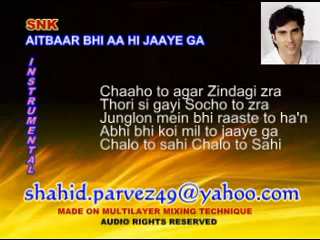 SNK
AITBAAR BHI AA HI JAAYE GA
INSTRUMENTAL
Chaaho to agar Zindagi zra
Thori si gayi Socho to zra
Junglon mein bhi raaste to ha'n
Abhi bhi koi mil to jaaye ga
Chalo to sahi Chalo to Sahi
shahid.parvez49@yahoo.com
MADE ON MULTILAYER MIXING TECHNIQUE
AUDIO RIGHTS RESERVED